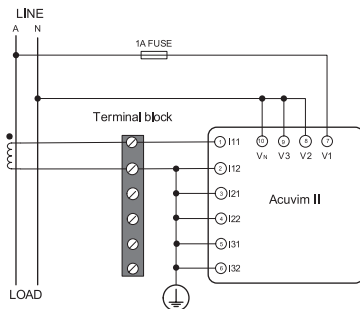 LINE
A N
1A FUSE
Terminal block
10 9 8 7
VN V3 V2 V1
1 I11
2 I12
3 I21
4 I22
5 I31
6 I32
Acuvim II
LOAD